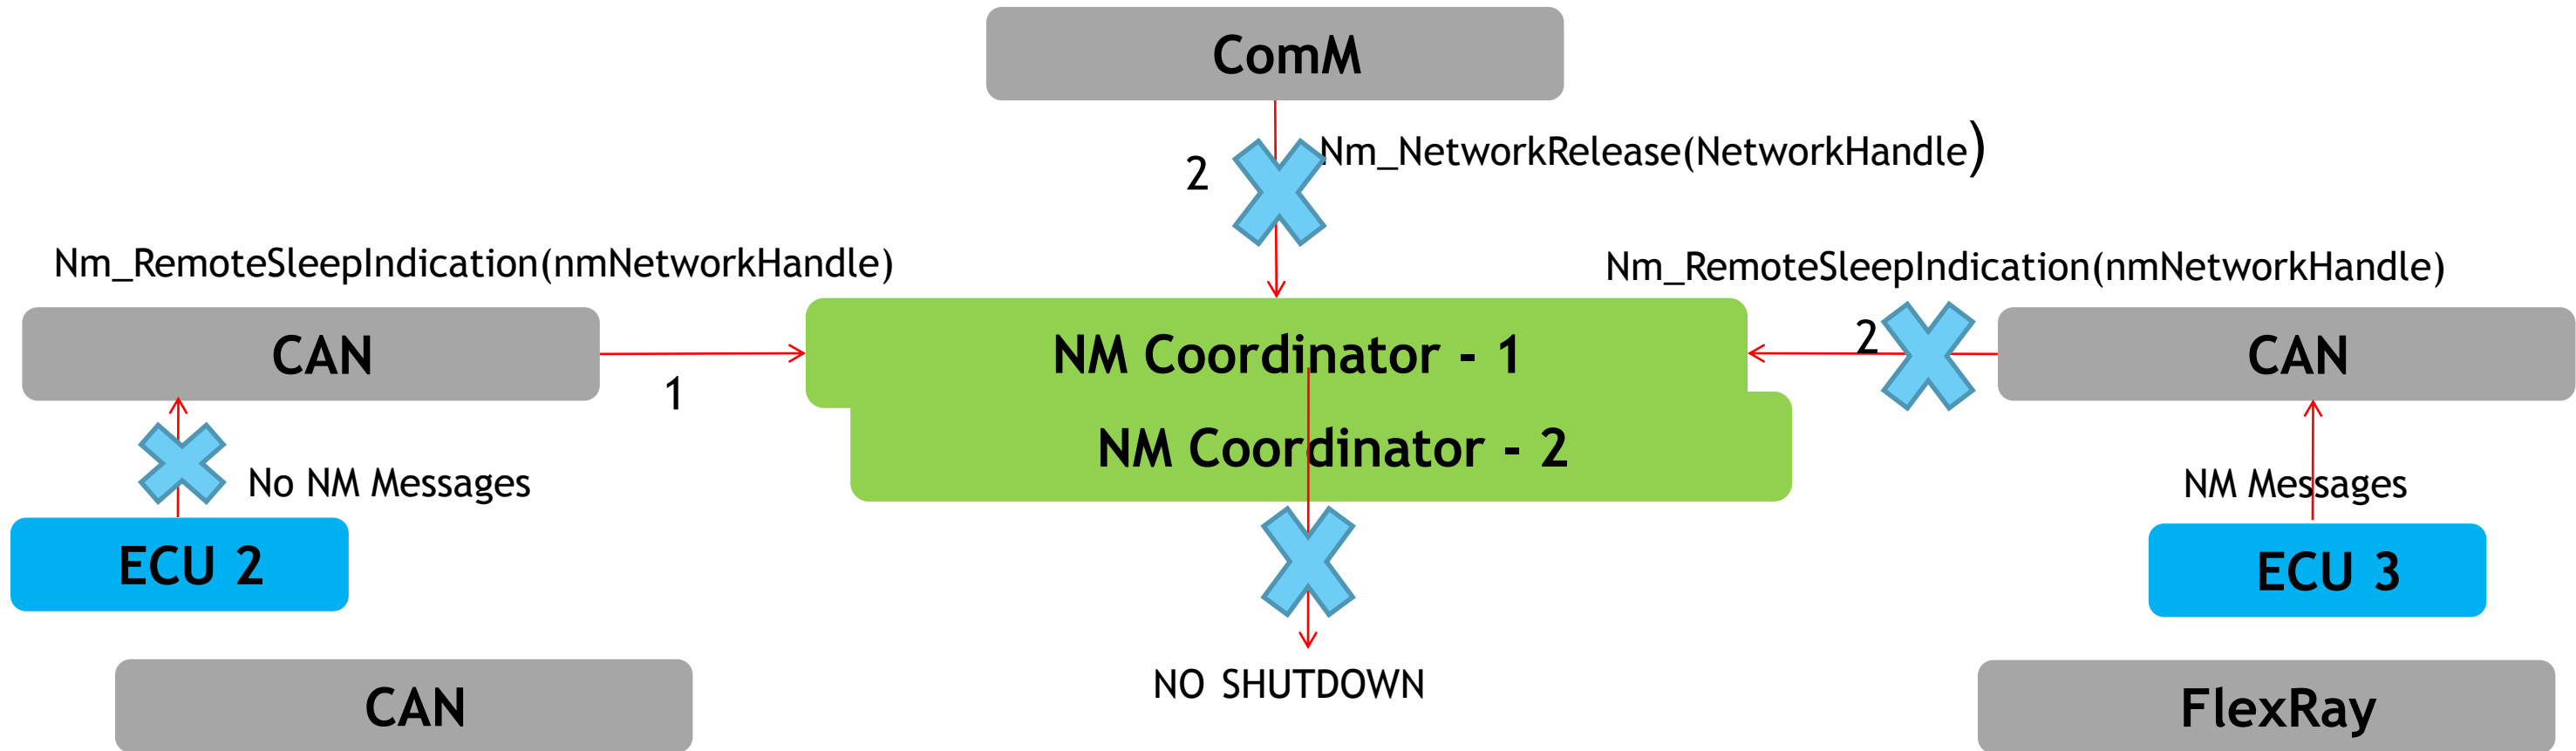 ComM
Nm_NetworkRelease(NetworkHandle)
2
Nm_RemoteSleepIndication(nmNetworkHandle)
Nm_RemoteSleepIndication(nmNetworkHandle)
CAN
1
NM Coordinator - 1
2
CAN
NM Coordinator - 2
No NM Messages
NM Messages
ECU 2
ECU 3
NO SHUTDOWN
CAN
FlexRay